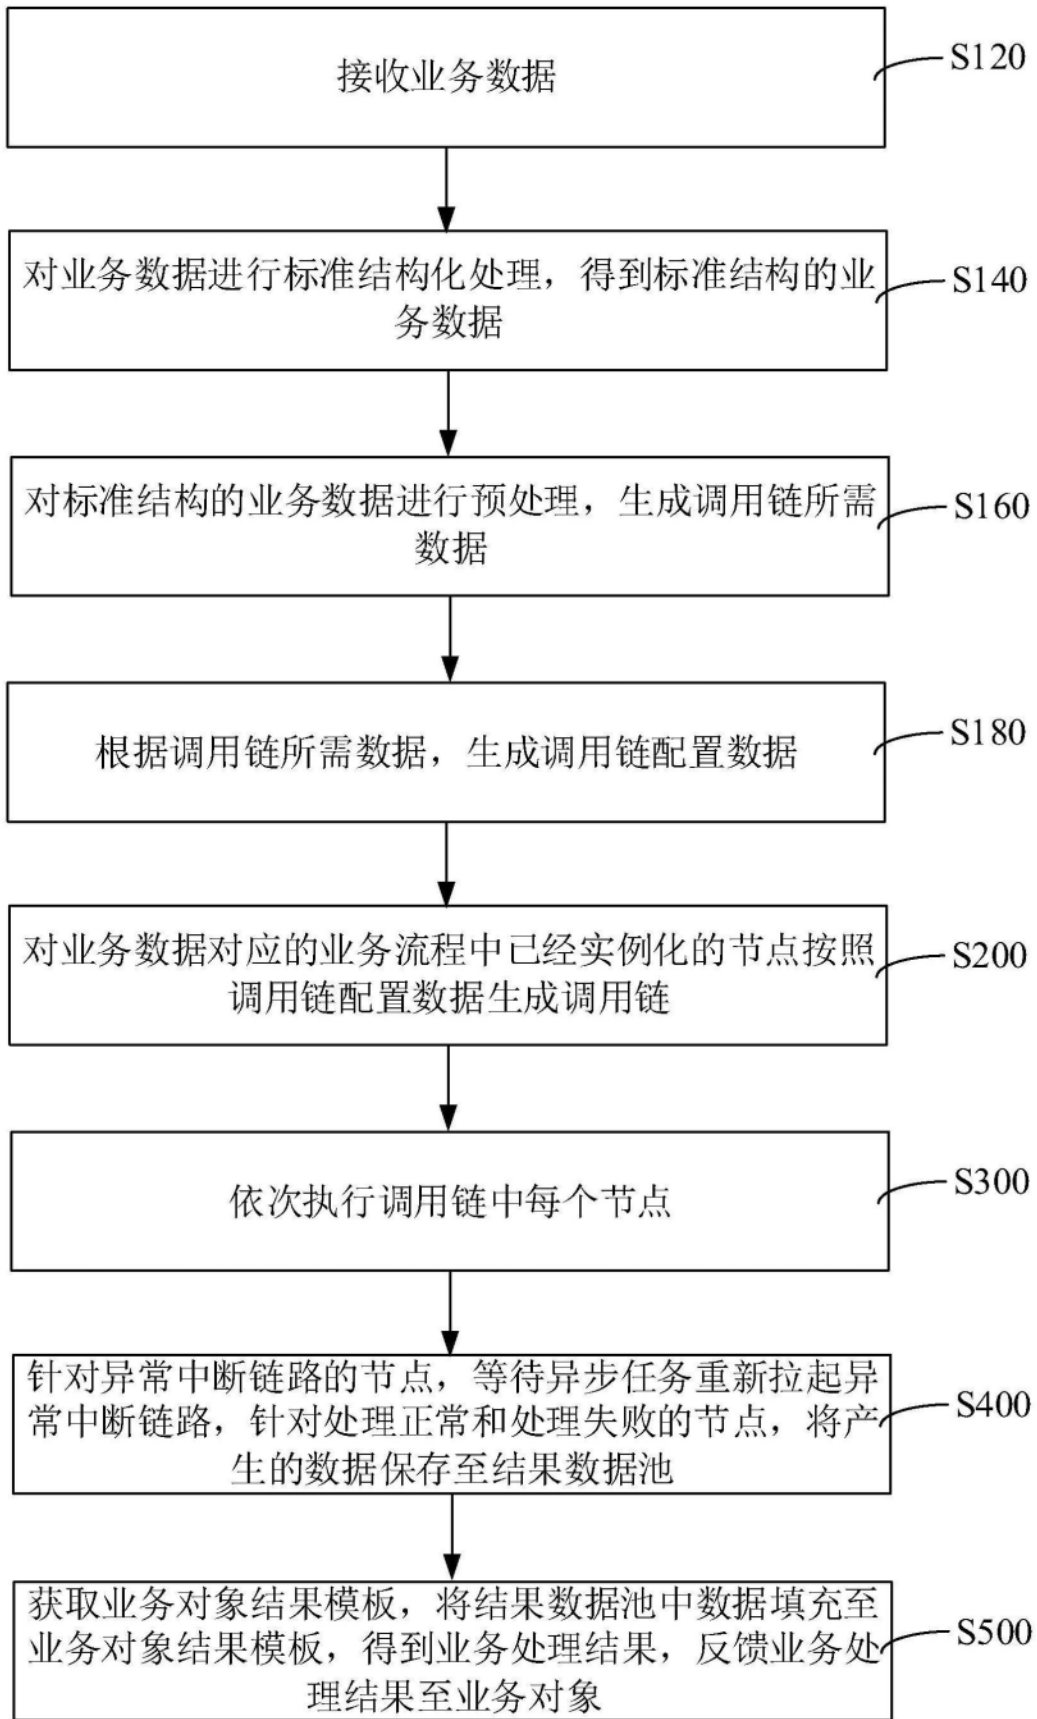 接收业务数据
S120
对业务数据进行标准结构化处理，得到标准结构的业
务数据
S140
对标准结构的业务数据进行预处理，生成调用链所需
数据
S160
根据调用链所需数据，生成调用链配置数据
S180
对业务数据对应的业务流程中已经实例化的节点按照
调用链配置数据生成调用链
S200
依次执行调用链中每个节点
S300
针对异常中断链路的节点，等待异步任务重新拉起异
常中断链路，针对处理正常和处理失败的节点，将产
生的数据保存至结果数据池
S400
获取业务对象结果模板，将结果数据池中数据填充至
业务对象结果模板，得到业务处理结果，反馈业务处
理结果至业务对象
S500